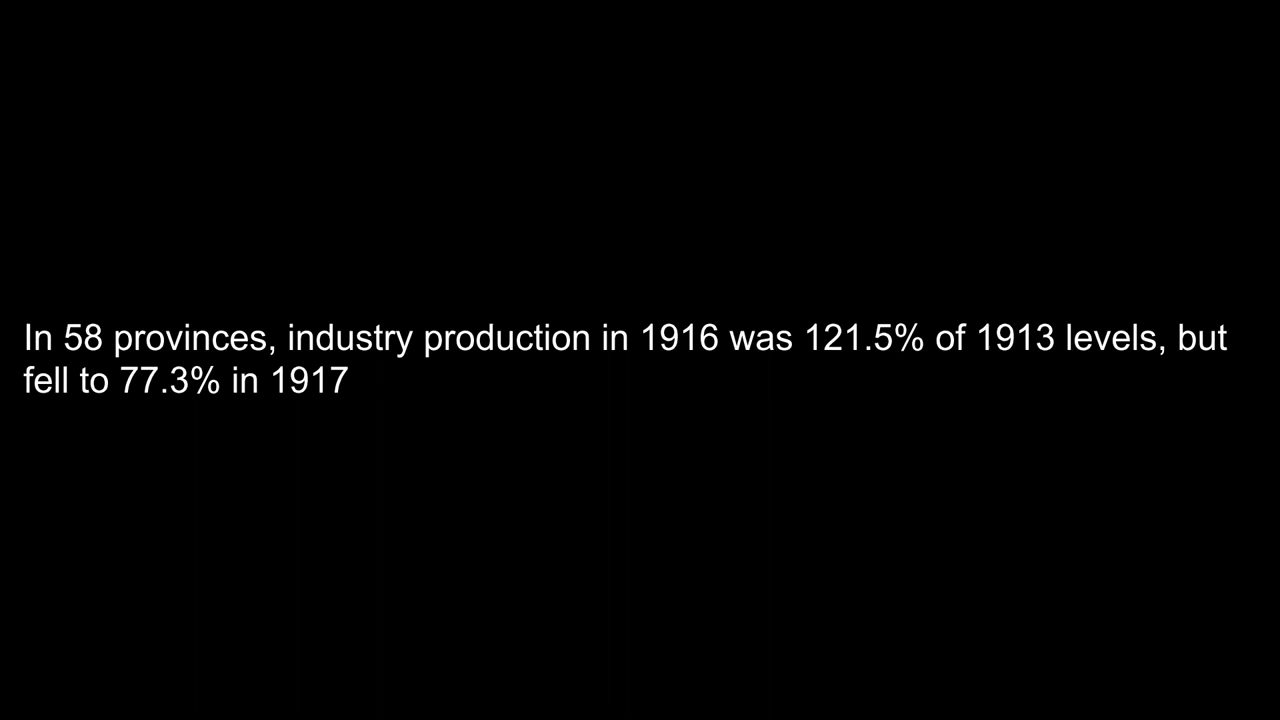 In 58 provinces, industry production in 1916 was 121.5% of 1913 levels, but
fell to 77.3% in 1917